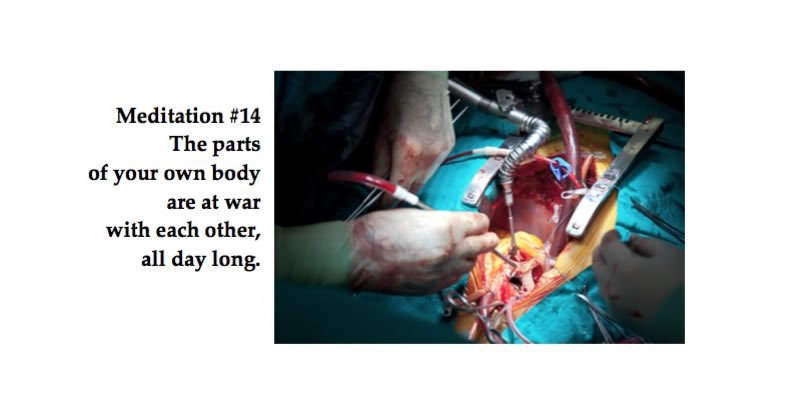 Meditation #14
The parts
of your own body
are at war
with each other,
all day long.